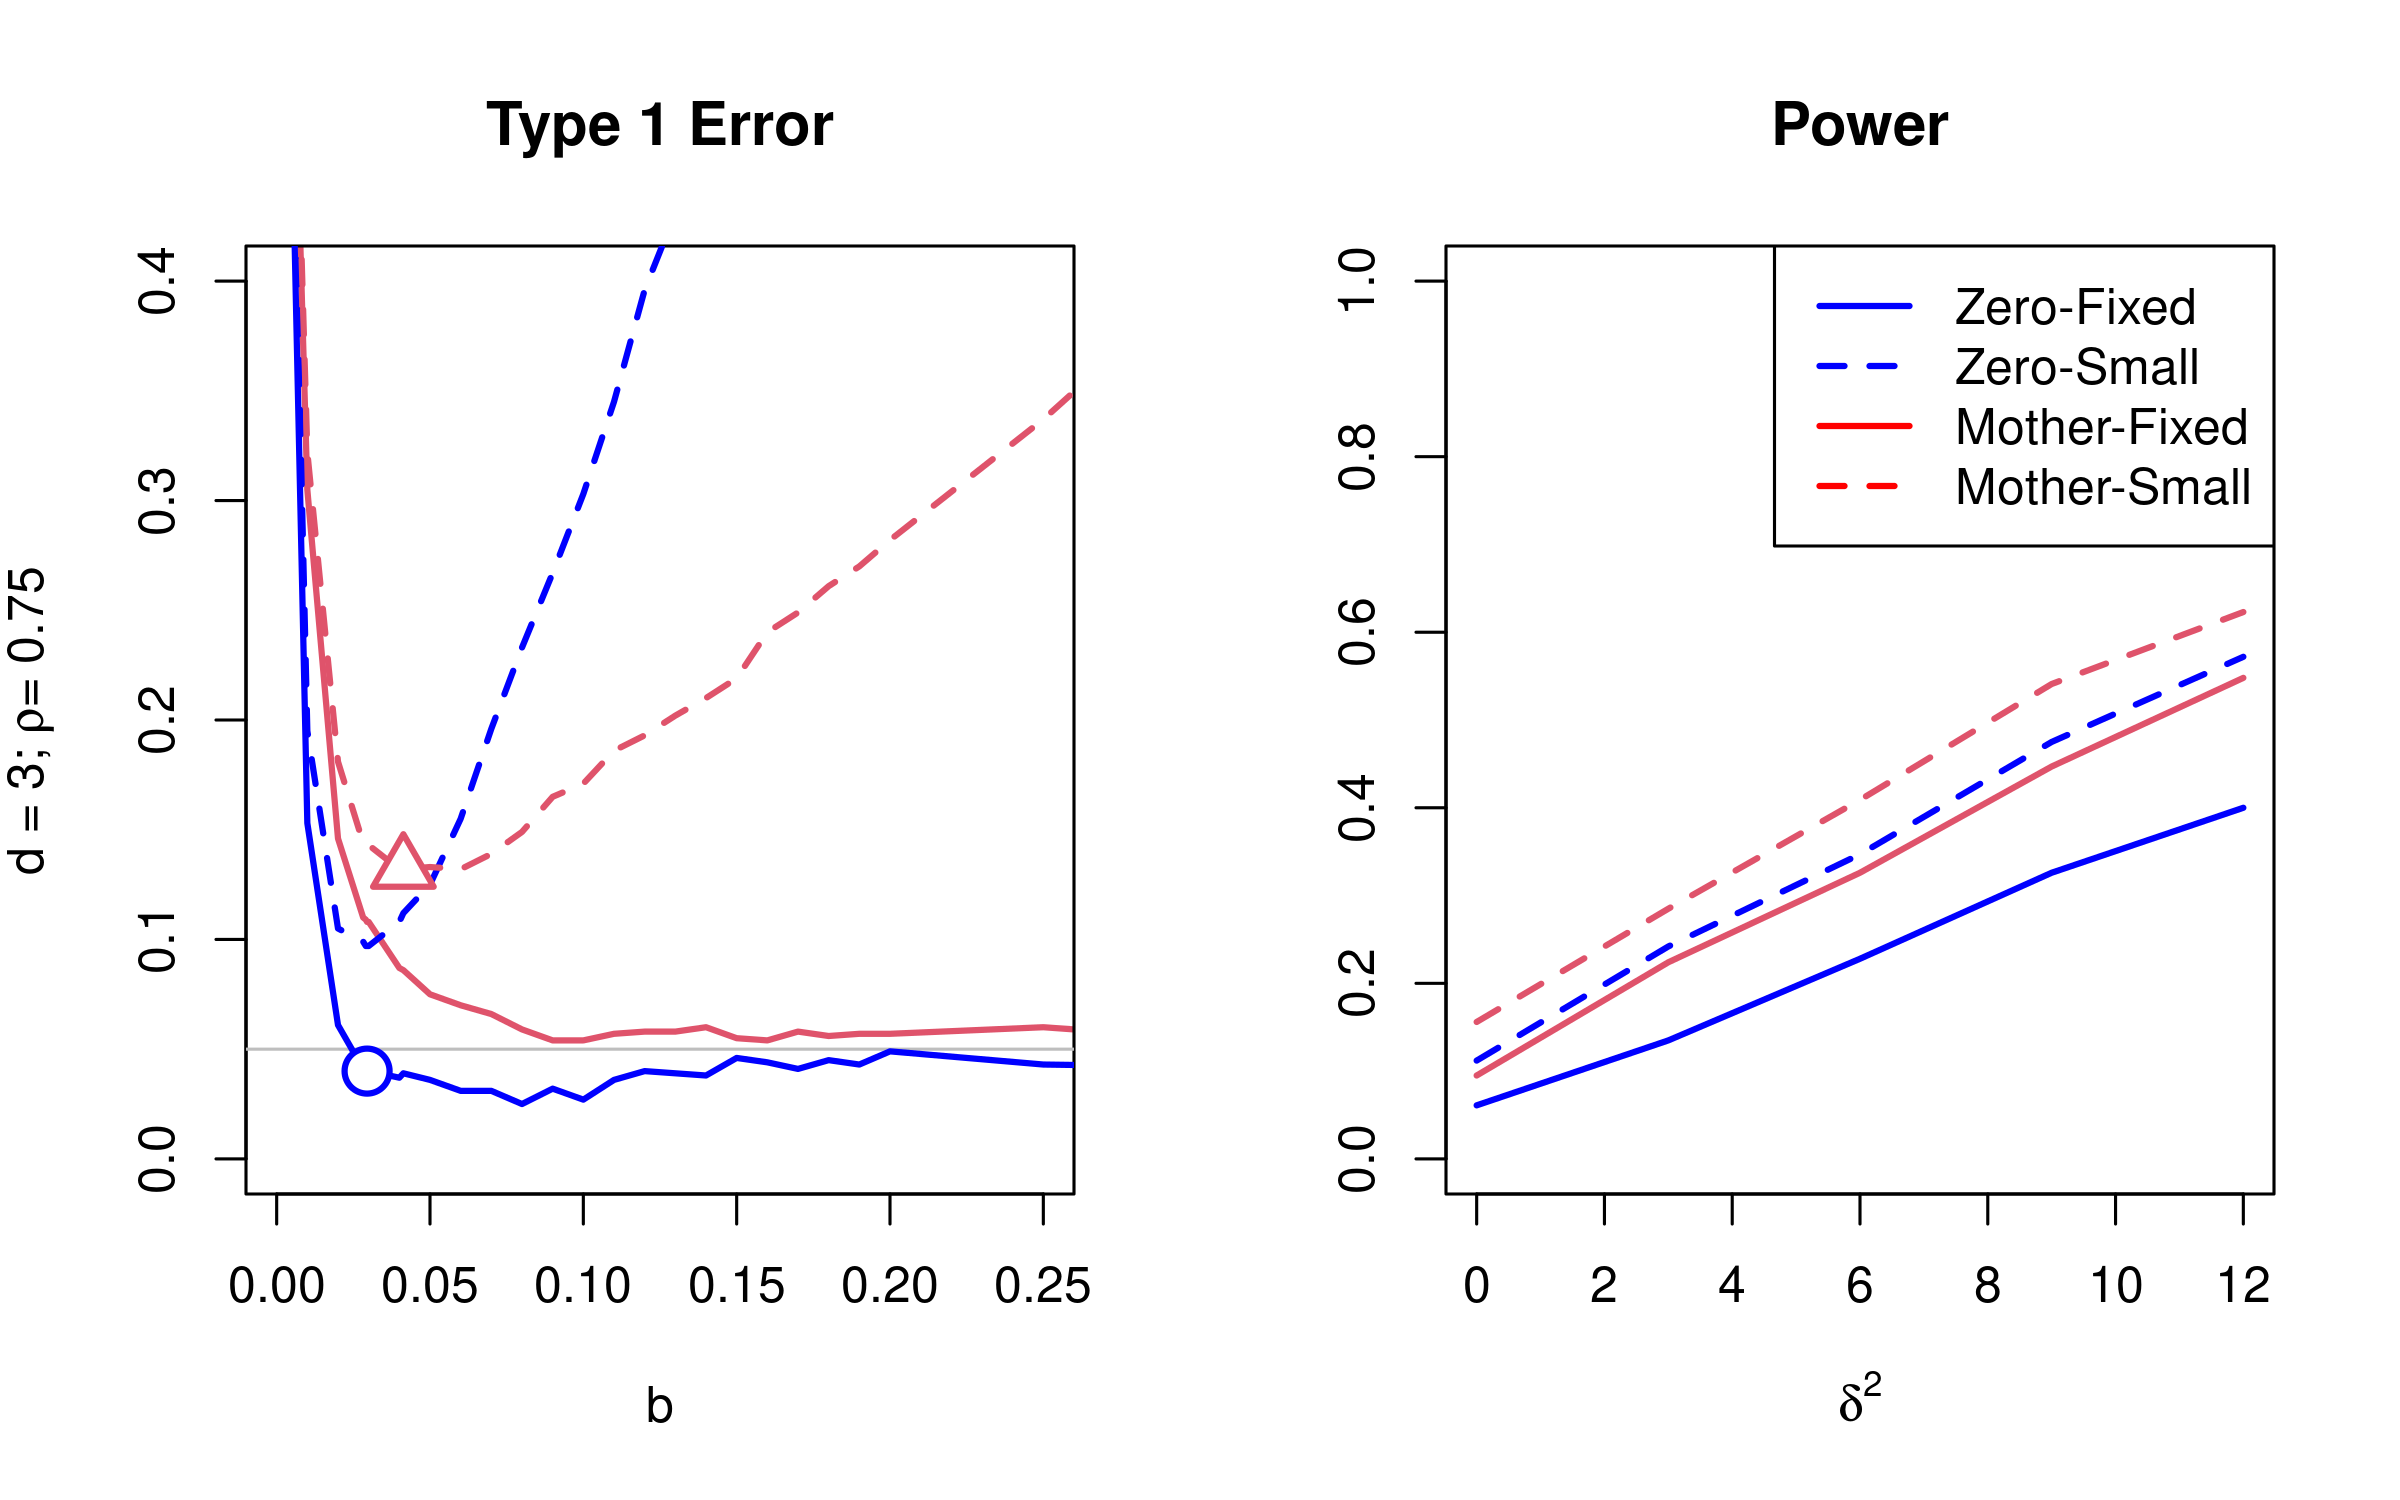 Type 1 Error
d = 3; ρ= 0.75
0.4
0.3
0.2
0.1
0.0
0.00 0.05 0.10 0.15 0.20 0.25
b
Power
1.0
0.8
0.6
0.4
0.2
0.0
Zero-Fixed
Zero-Small
Mother-Fixed
Mother-Small
0 2 4 6 8 10 12
δ²